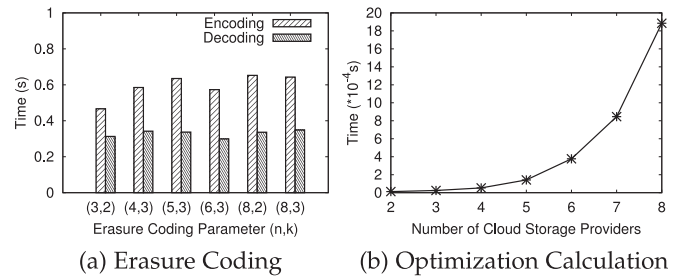 1
0.8
0.6
0.4
0.2
0
Time (s)
Encoding
Decoding
(3,2) (4,3) (5,3) (6,3) (8,2) (8,3)
Erasure Coding Parameter (n,k)
(a) Erasure Coding
20
18
16
14
12
10
8
6
4
2
0
Time (*10^-4s)
2 3 4 5 6 7 8
Number of Cloud Storage Providers
(b) Optimization Calculation